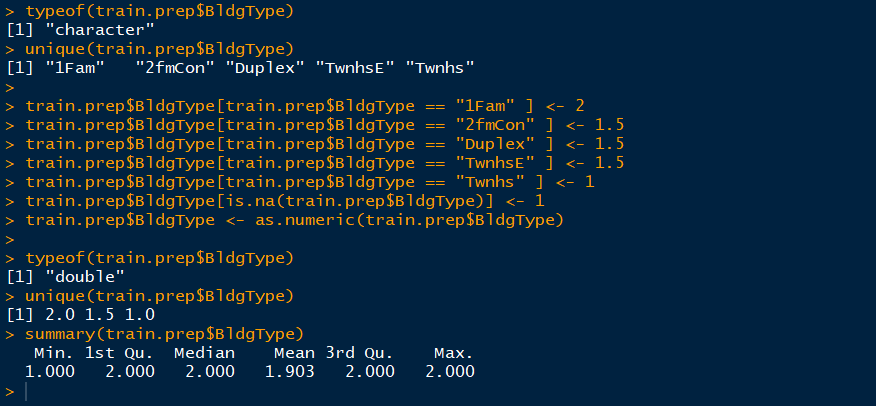 > typeof(train.prep$BldgType)
[1] "character"
> unique(train.prep$BldgType)
[1] "1Fam"   "2fmCon" "Duplex" "TwnhsE" "Twnhs"
>
> train.prep$BldgType[train.prep$BldgType == "1Fam" ] <- 2
> train.prep$BldgType[train.prep$BldgType == "2fmCon" ] <- 1.5
> train.prep$BldgType[train.prep$BldgType == "Duplex" ] <- 1.5
> train.prep$BldgType[train.prep$BldgType == "TwnhsE" ] <- 1.5
> train.prep$BldgType[train.prep$BldgType == "Twnhs" ] <- 1
> train.prep$BldgType[is.na(train.prep$BldgType)] <- 1
> train.prep$BldgType <- as.numeric(train.prep$BldgType)
>
> typeof(train.prep$BldgType)
[1] "double"
> unique(train.prep$BldgType)
[1] 2.0 1.5 1.0
> summary(train.prep$BldgType)
   Min. 1st Qu.  Median    Mean 3rd Qu.    Max.
  1.000   2.000   2.000   1.903   2.000   2.000
>